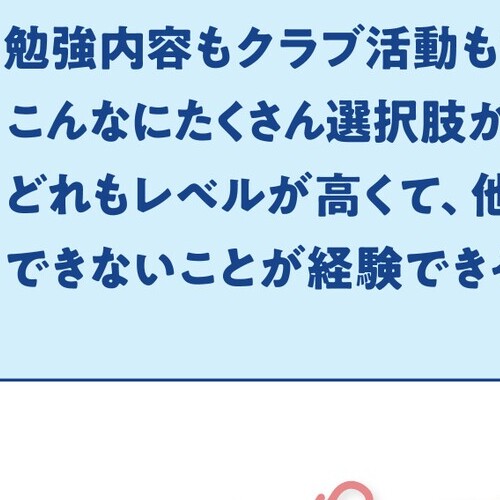 勉強内容もクラブ活動も
こんなにたくさん選択肢が
どれもレベルが高くて、他
できないことが経験でき